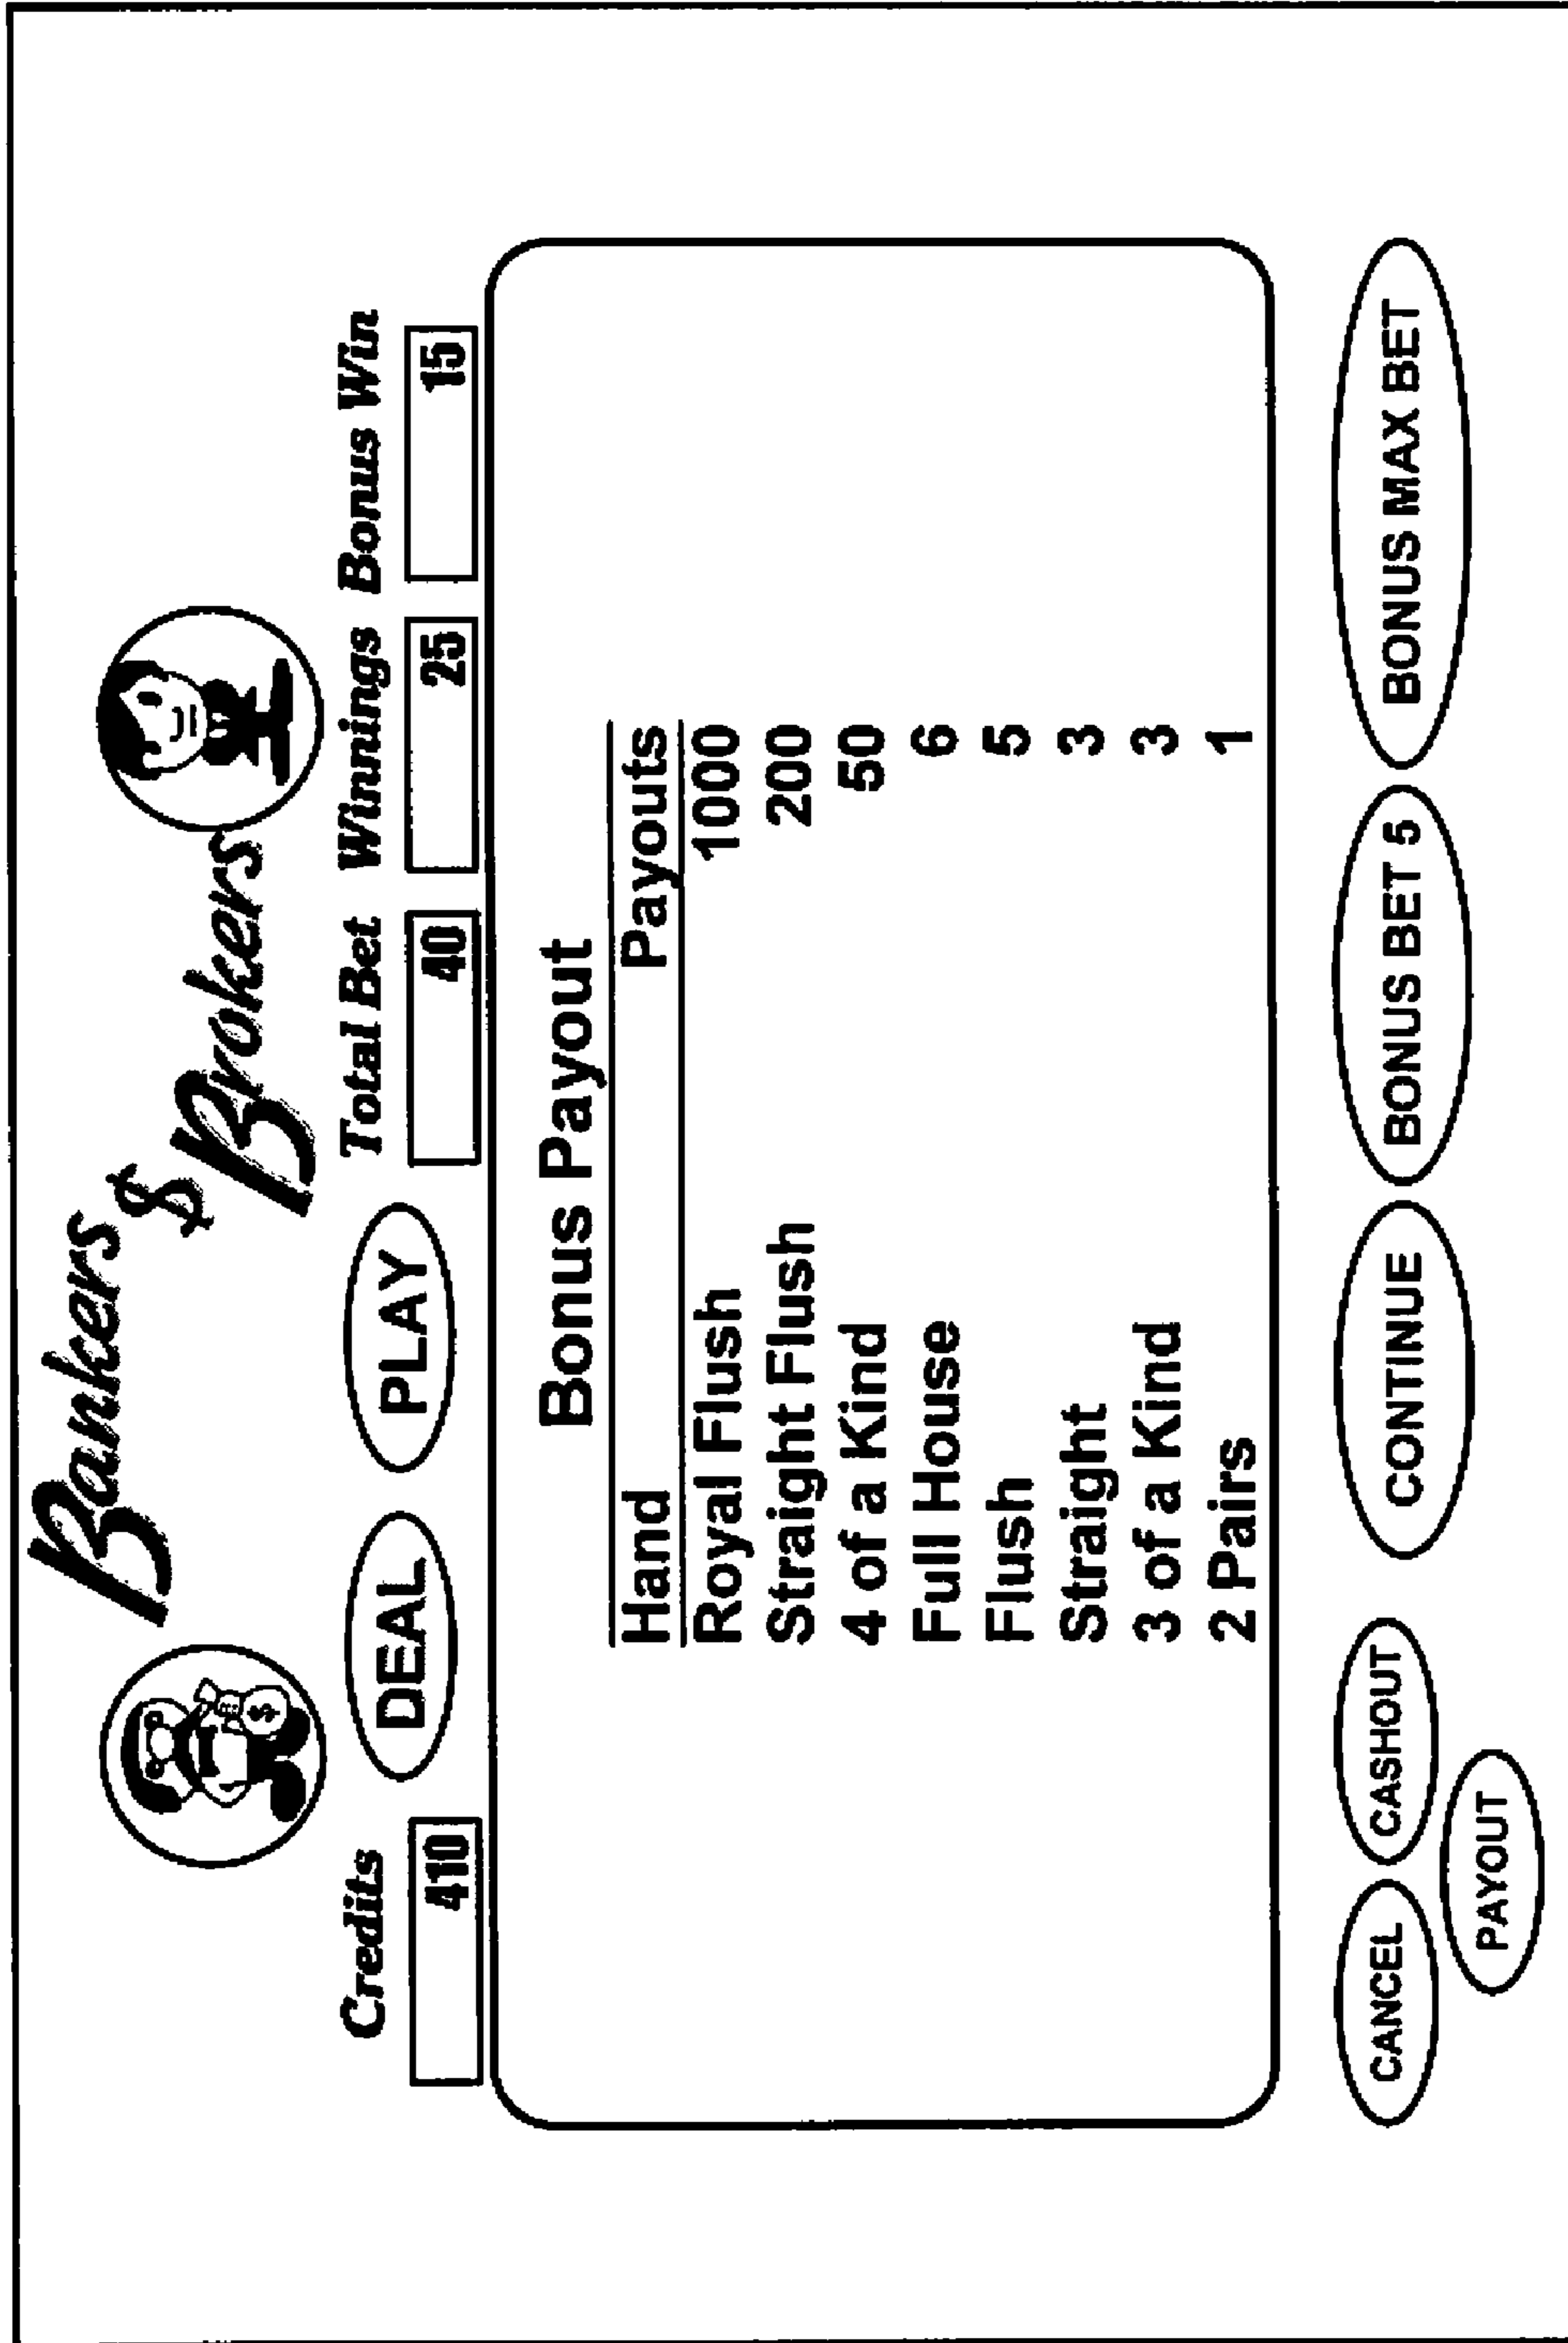 Bankers
&
Brokers
Credits
DEAL
PLAY
Total Bet
Winnings
Bonus Win
410
40
25
15
Bonus Payout
Hand Payouts
Royal Flush 1000
Straight Flush 200
4 of a Kind 50
Full House 6
Flush 5
Straight 3
3 of a Kind 3
2 Pairs 1
CANCEL
CASHOUT
CONTINUE
BONUS BET 5
BONUS MAX BET
PAYOUT
$